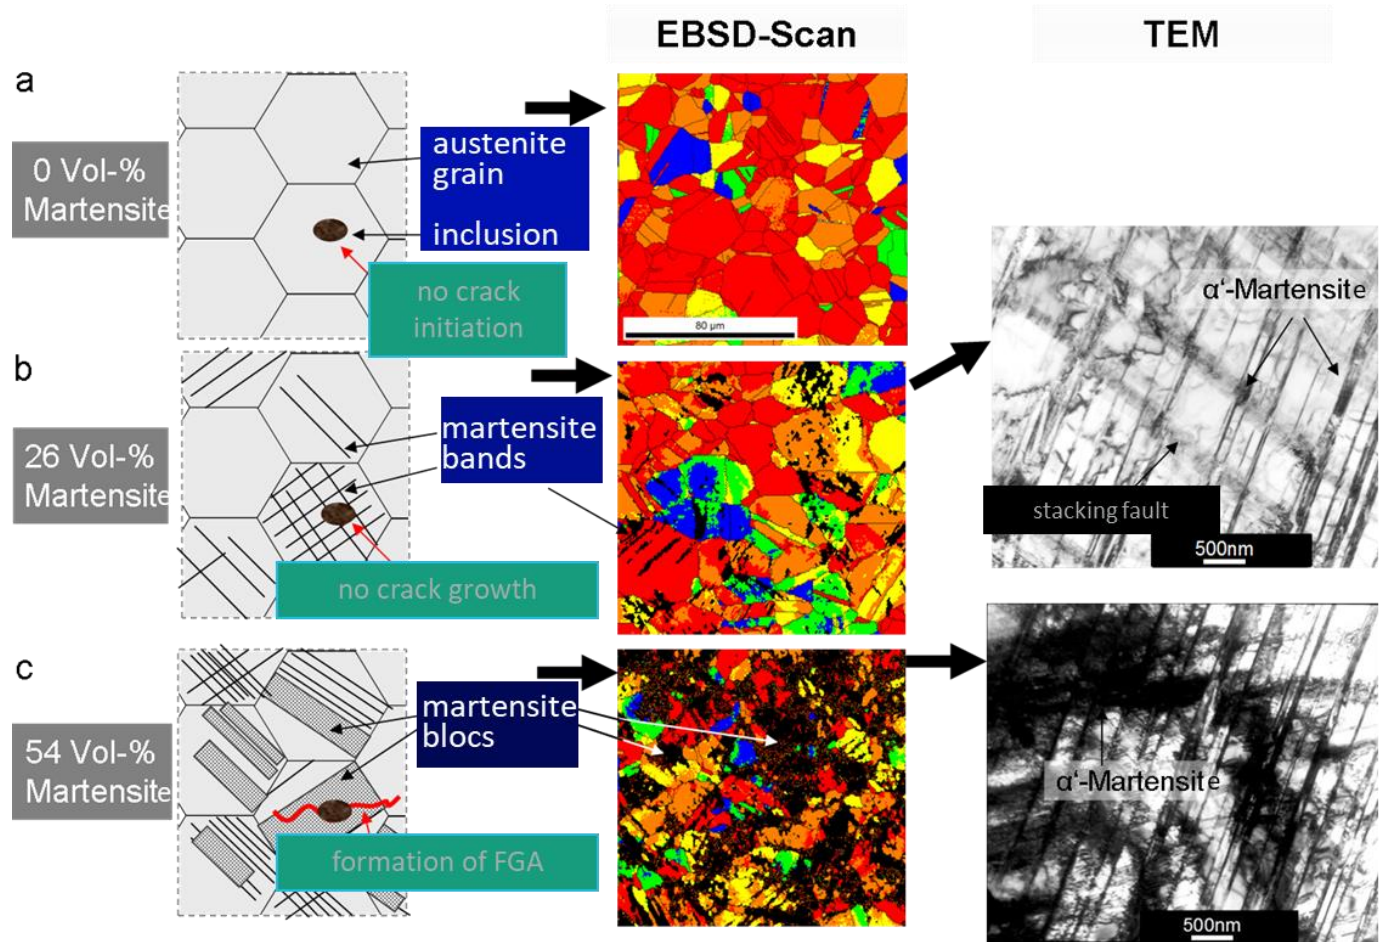 EBSD-Scan
TEM
a
0 Vol-%
Martensite
austenite
grain
inclusion
no crack
initiation
80 µm
b
26 Vol-%
Martensite
martensite
bands
no crack growth
α‘-Martensite
stacking fault
500nm
c
54 Vol-%
Martensite
martensite
blocs
formation of FGA
α‘-Martensite
500nm